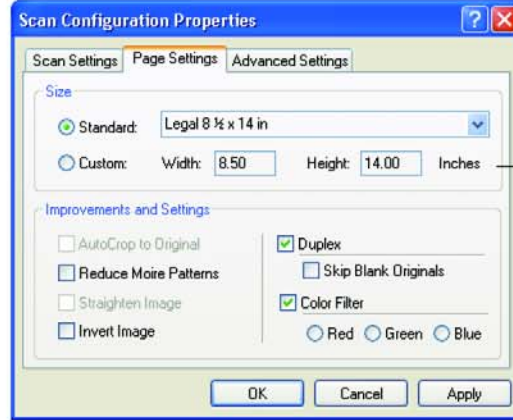 Scan Configuration Properties
Scan Settings Page Settings Advanced Settings
Size
Standard: Legal 8 ½ x 14 in
Custom: Width: 8.50 Height: 14.00 Inches
Improvements and Settings
AutoCrop to Original
Reduce Moire Patterns
Straighten Image
Invert Image
Duplex
Skip Blank Originals
Color Filter
Red Green Blue
OK Cancel Apply